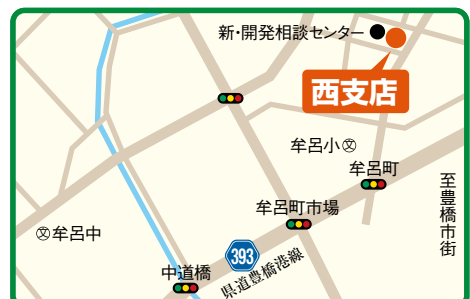 新・開発相談センター
西支店
牟呂小
牟呂町
牟呂町市場
至豊橋市街
牟呂中
393
中道橋
県道豊橋港線